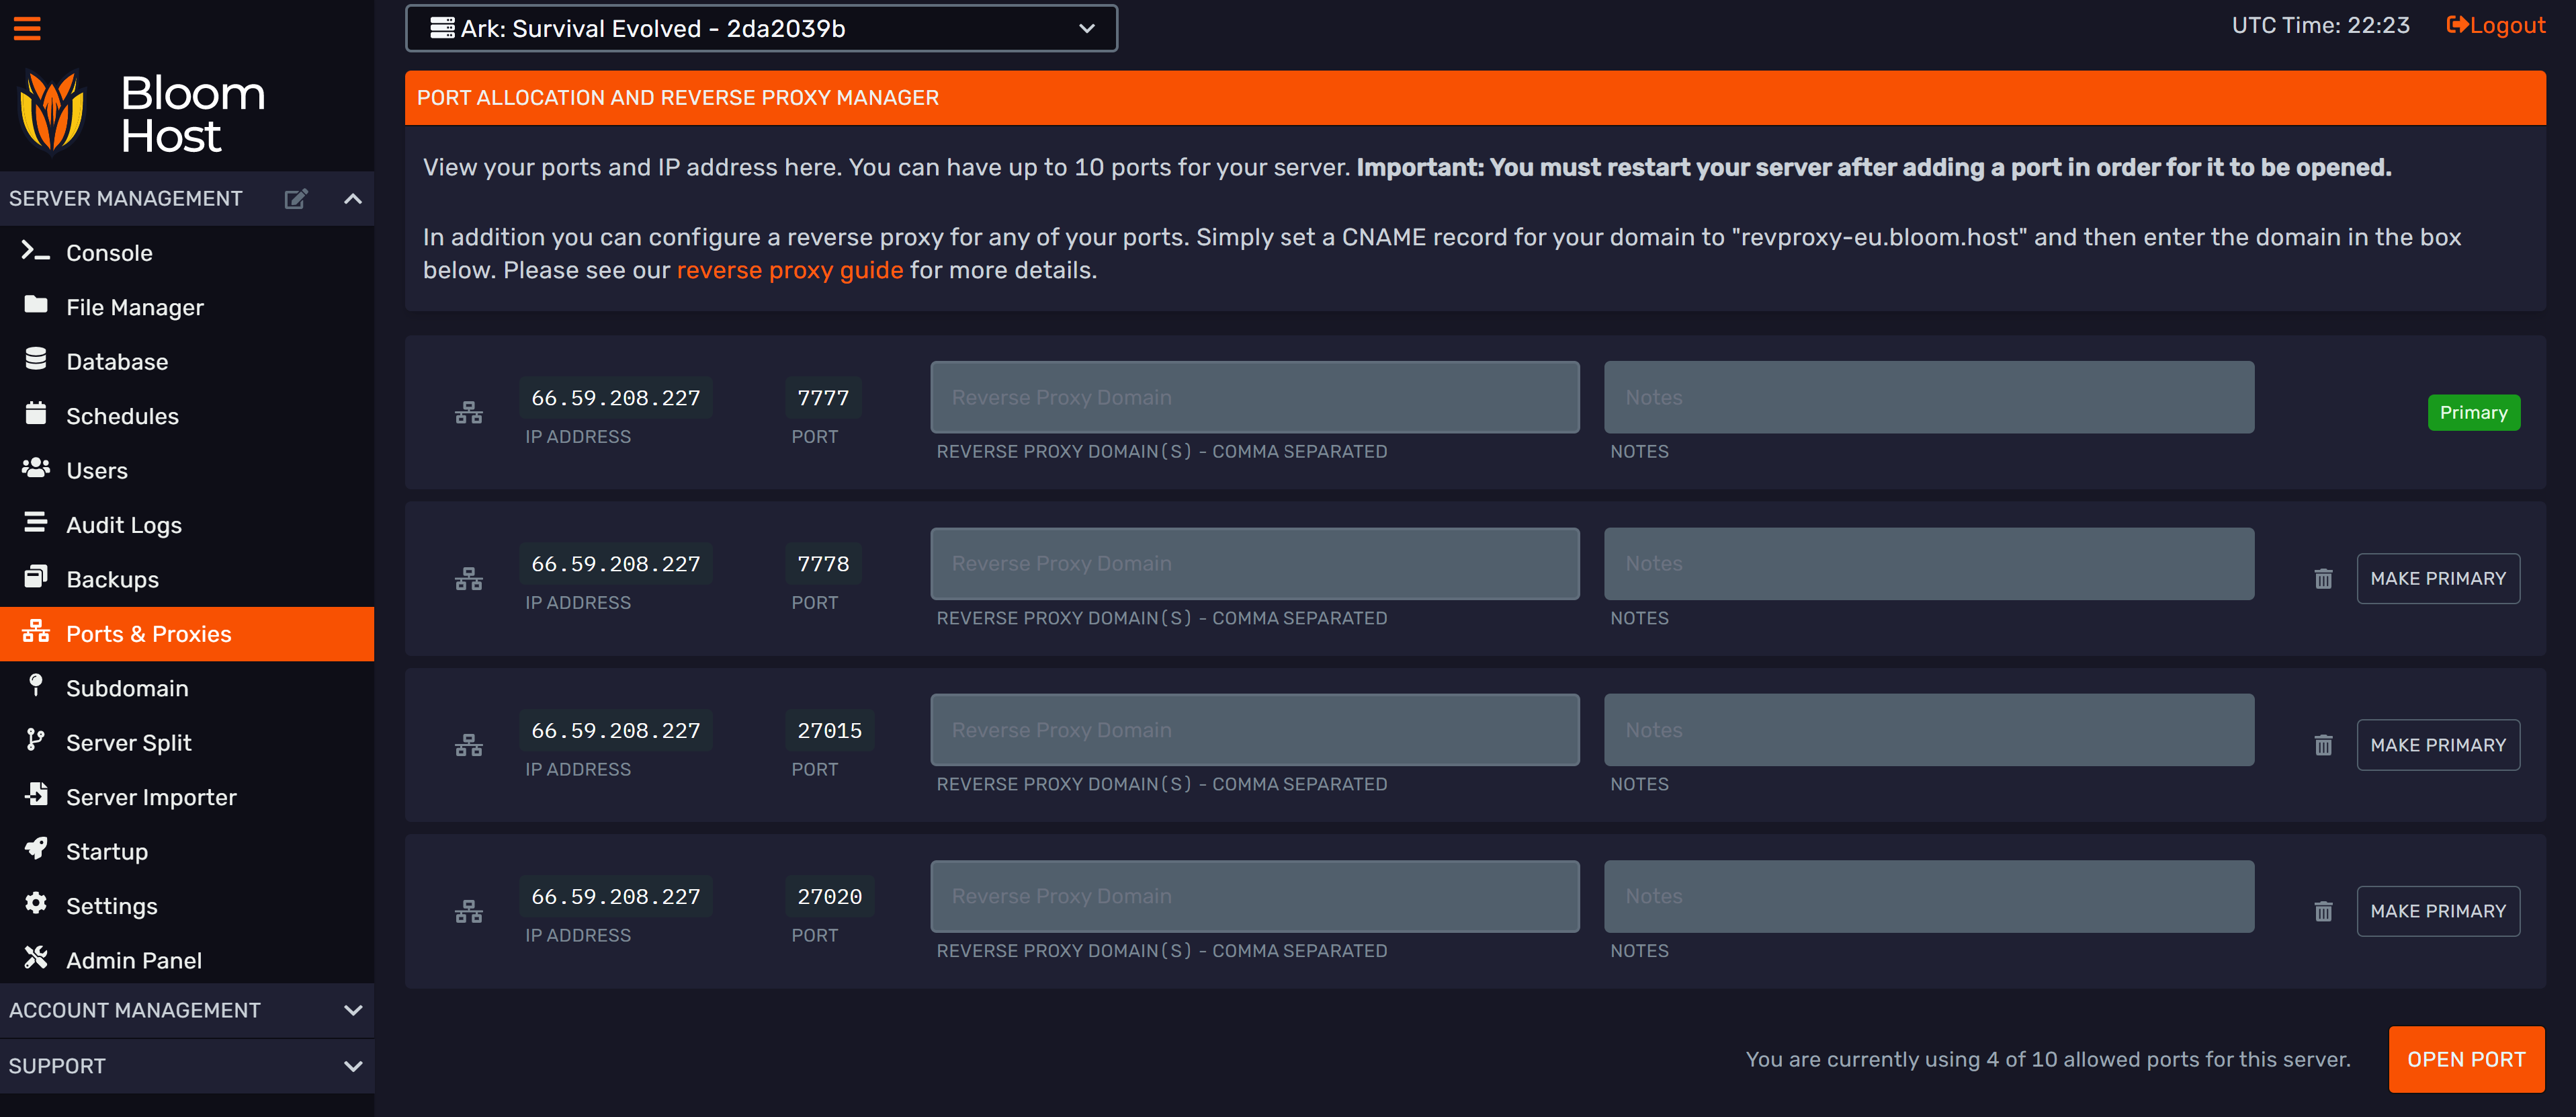 Ark: Survival Evolved - 2da2039b
UTC Time: 22:23
Logout
Bloom
Host
SERVER MANAGEMENT
Console
File Manager
Database
Schedules
Users
Audit Logs
Backups
Ports & Proxies
Subdomain
Server Split
Server Importer
Startup
Settings
Admin Panel
ACCOUNT MANAGEMENT
SUPPORT
PORT ALLOCATION AND REVERSE PROXY MANAGER
View your ports and IP address here. You can have up to 10 ports for your server. Important: You must restart your server after adding a port in order for it to be opened.
In addition you can configure a reverse proxy for any of your ports. Simply set a CNAME record for your domain to "revproxy-eu.bloom.host" and then enter the domain in the box
below. Please see our reverse proxy guide for more details.
66.59.208.227 7777 Reverse Proxy Domain Notes
Primary
IP ADDRESS PORT
REVERSE PROXY DOMAIN(S) - COMMA SEPARATED NOTES
66.59.208.227 7778 Reverse Proxy Domain Notes
MAKE PRIMARY
IP ADDRESS PORT
REVERSE PROXY DOMAIN(S) - COMMA SEPARATED NOTES
66.59.208.227 27015 Reverse Proxy Domain Notes
MAKE PRIMARY
IP ADDRESS PORT
REVERSE PROXY DOMAIN(S) - COMMA SEPARATED NOTES
66.59.208.227 27020 Reverse Proxy Domain Notes
MAKE PRIMARY
IP ADDRESS PORT
REVERSE PROXY DOMAIN(S) - COMMA SEPARATED NOTES
You are currently using 4 of 10 allowed ports for this server.
OPEN PORT